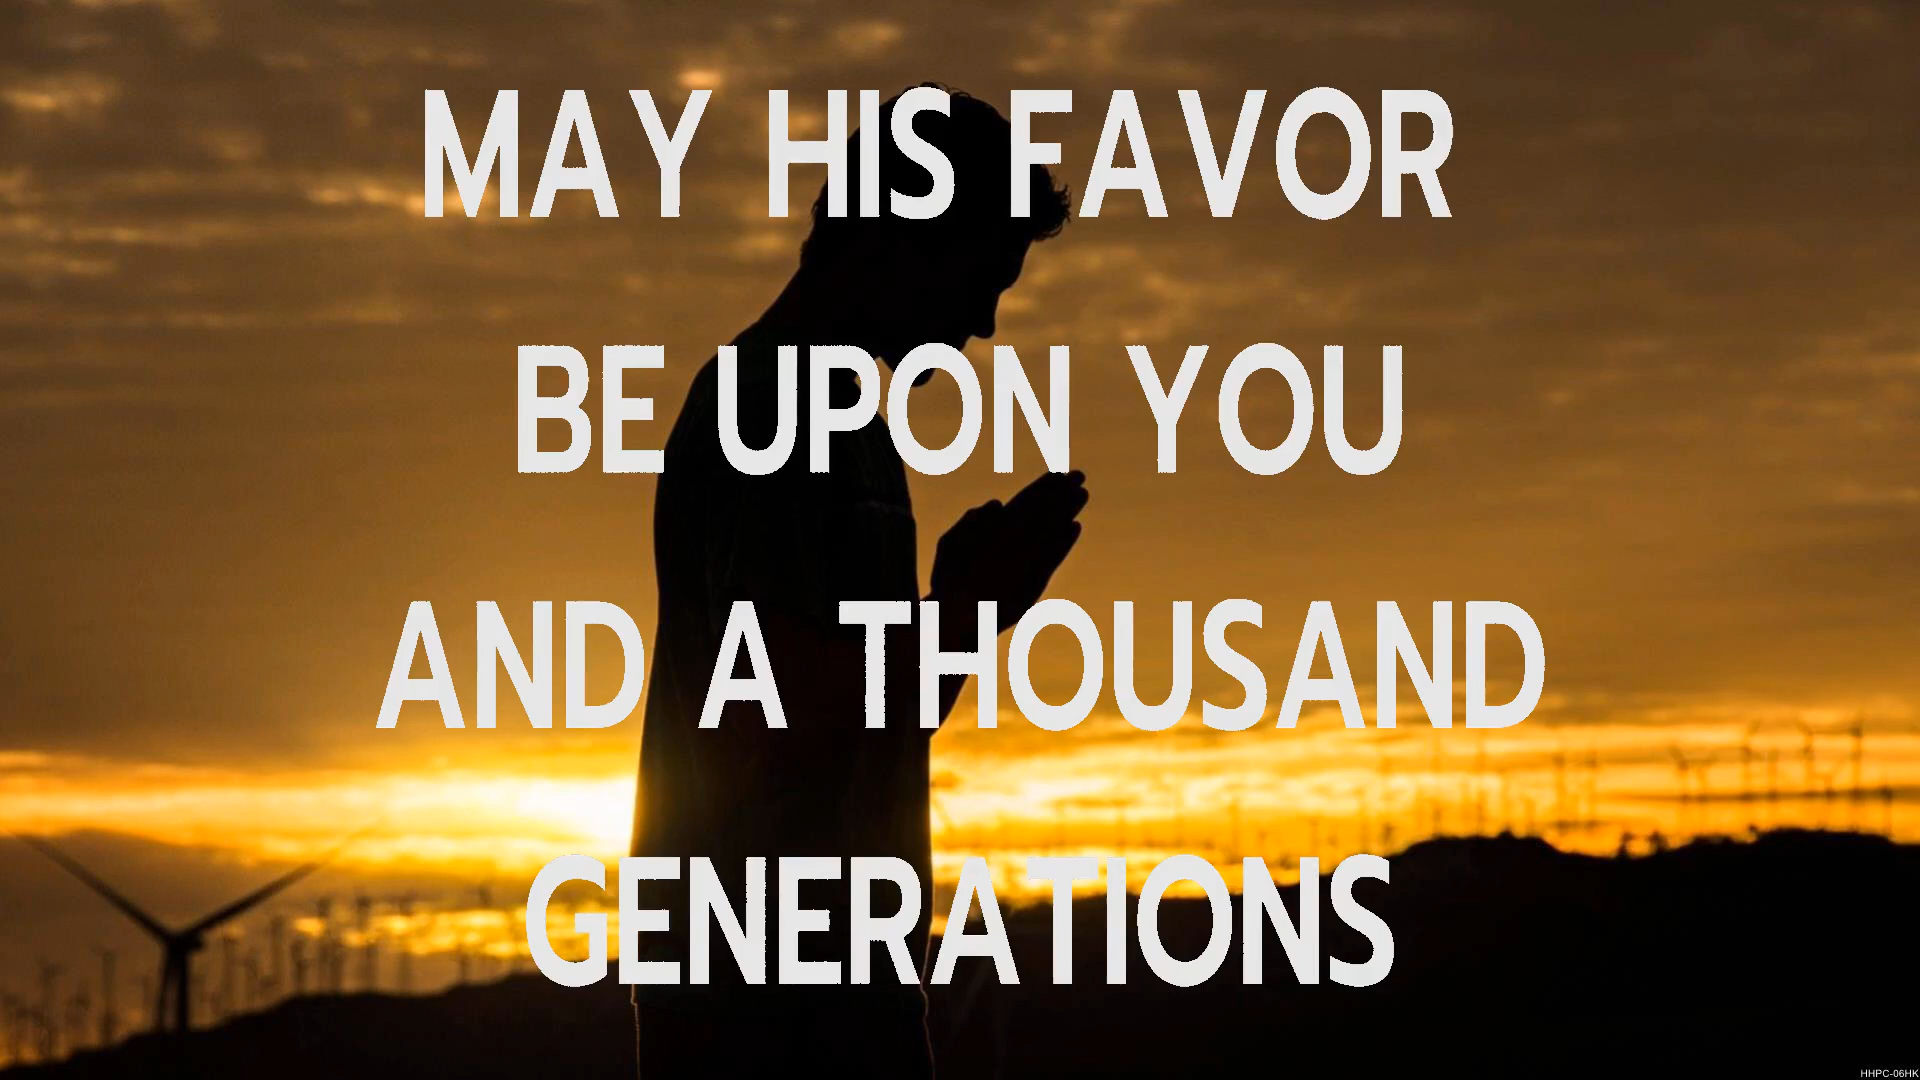 MAY HIS FAVOR
BE UPON YOU
AND A THOUSAND
GENERATIONS
HHPC-06HK